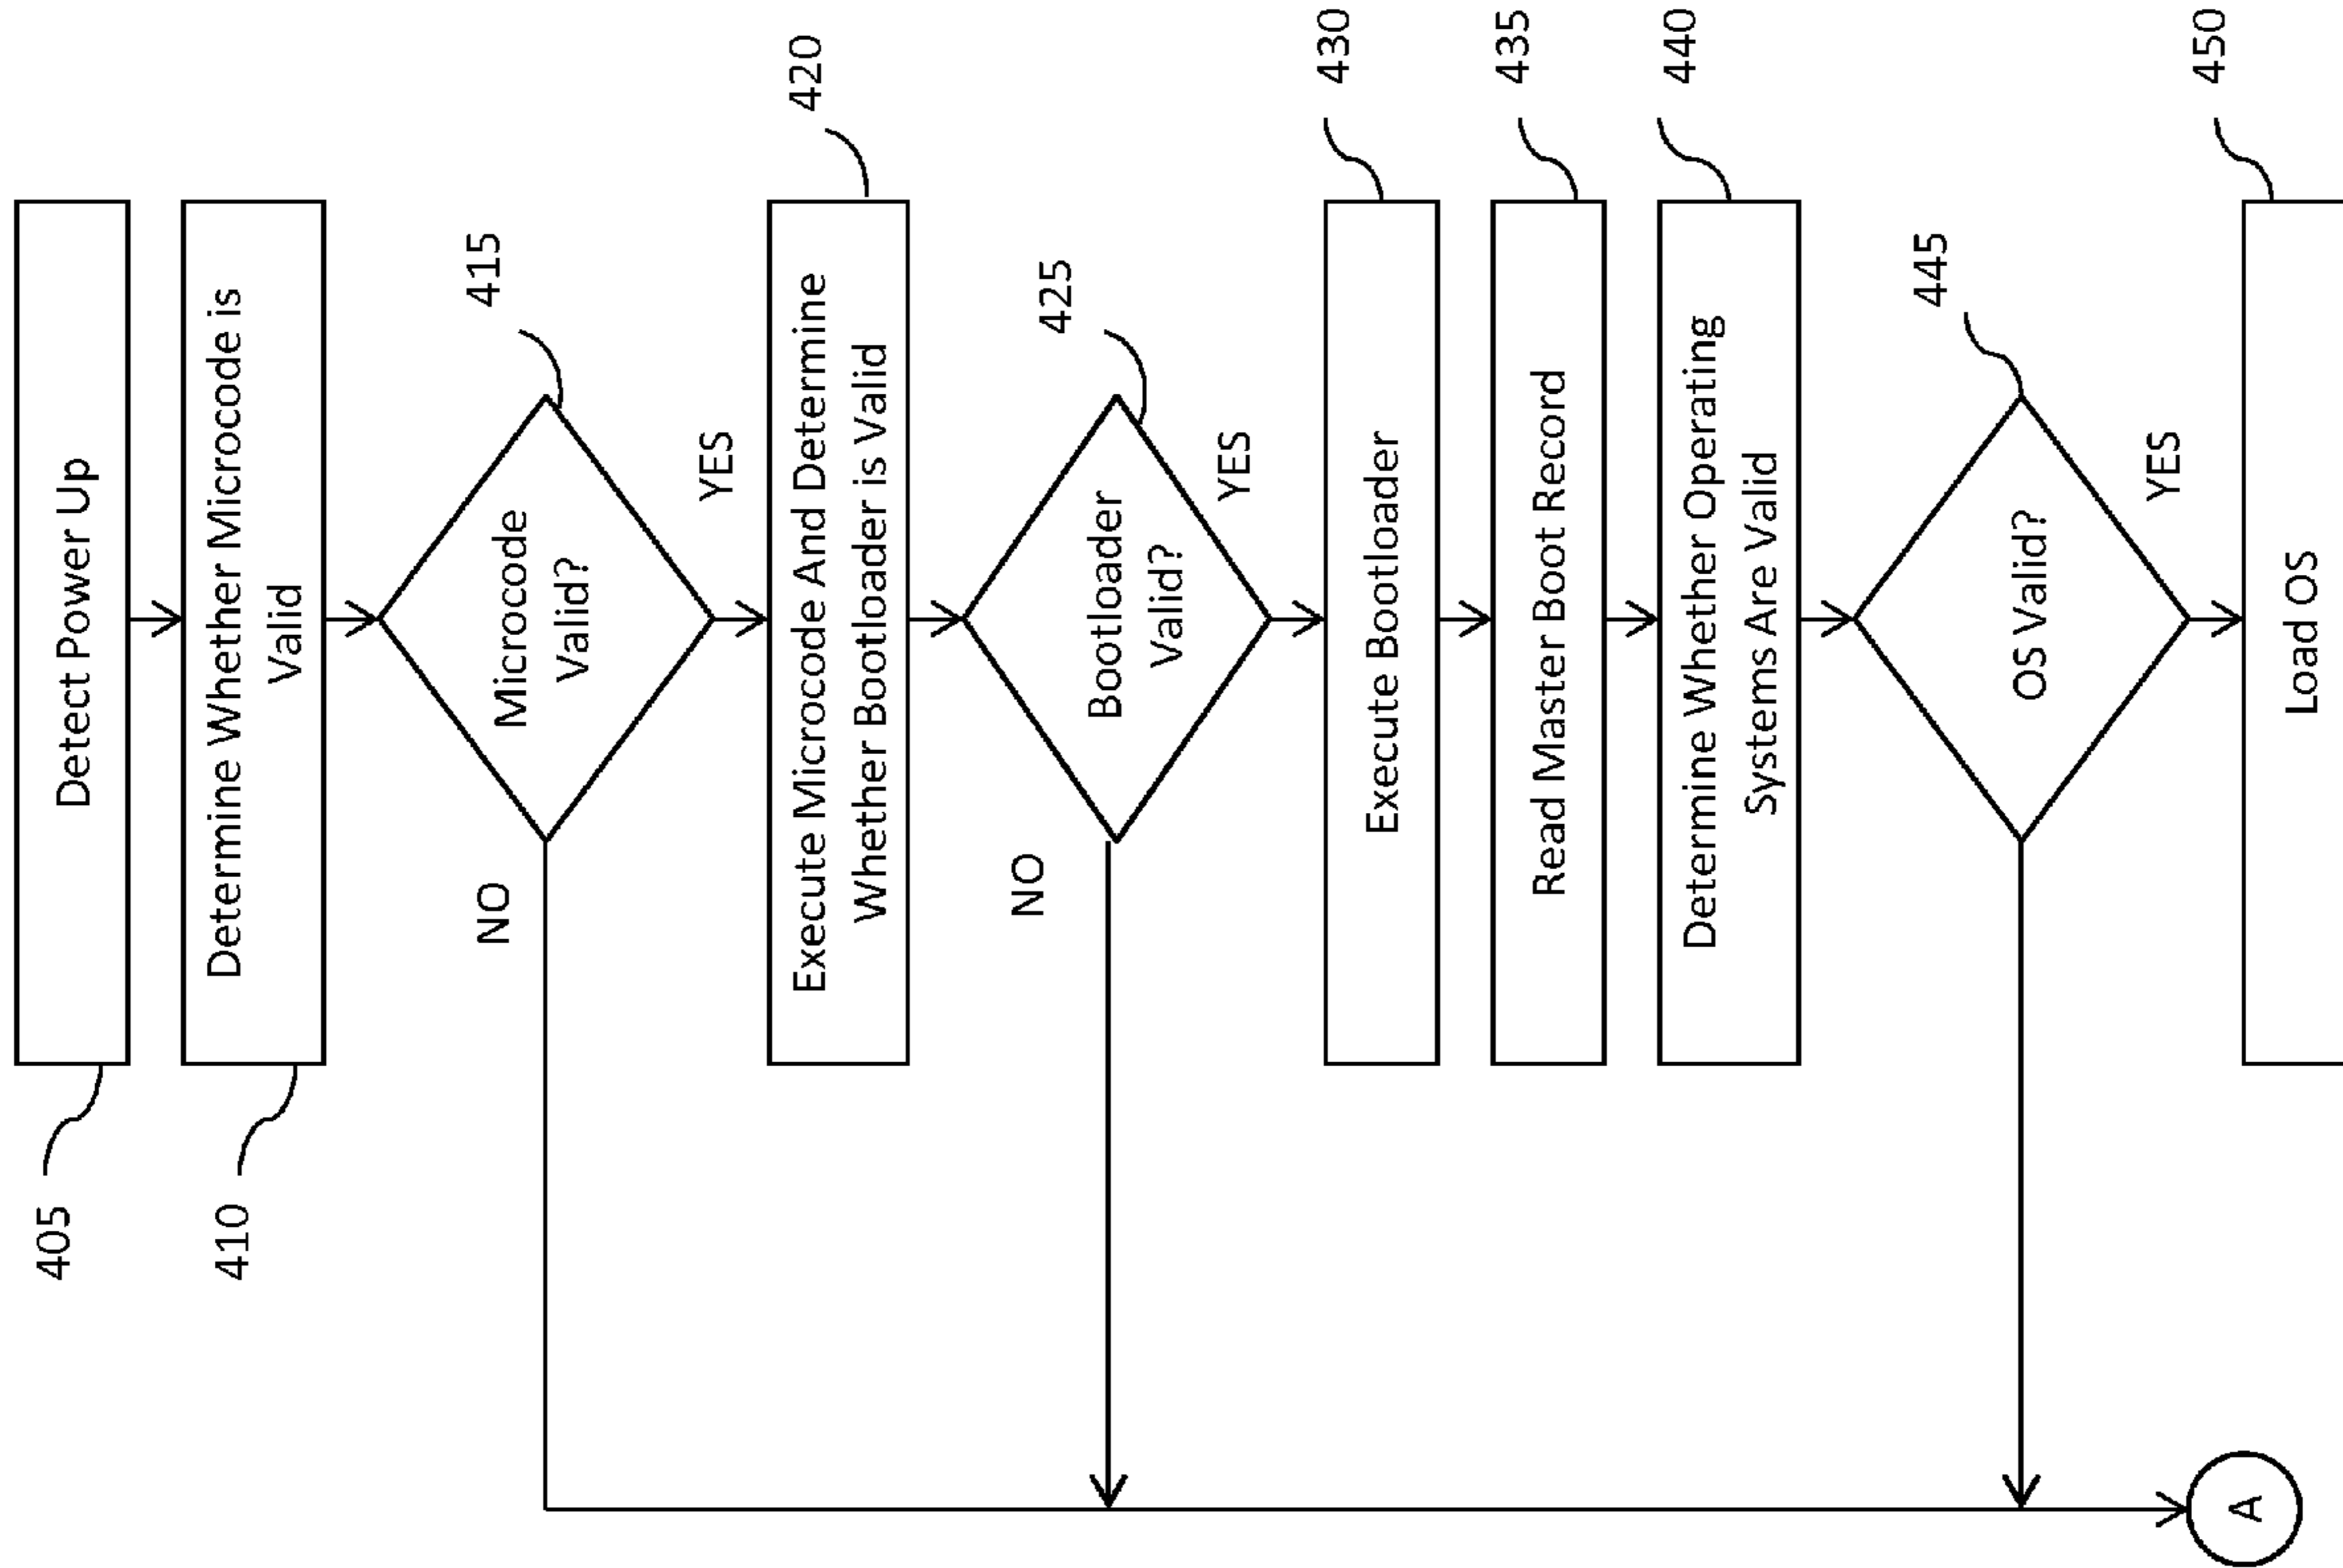 405
Detect Power Up
410
Determine Whether Microcode is
Valid
415
Microcode
Valid?
NO
YES
420
Execute Microcode And Determine
Whether Bootloader is Valid
425
Bootloader
Valid?
NO
YES
430
Execute Bootloader
435
Read Master Boot Record
440
Determine Whether Operating
Systems Are Valid
445
OS Valid?
YES
450
Load OS
A